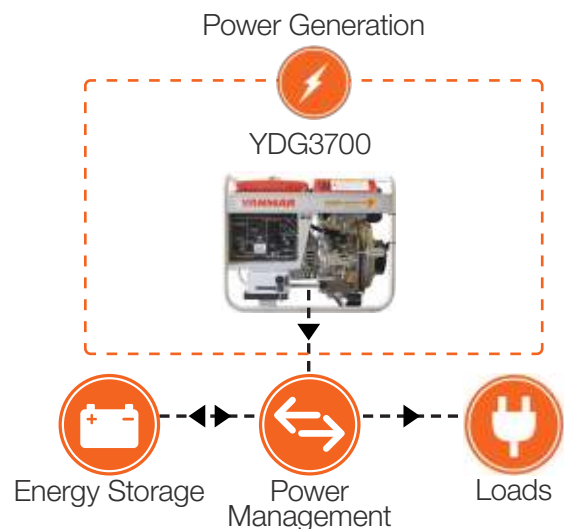 Power Generation
YDG3700
YANMAR
+ -
Energy Storage
Power
Management
Loads